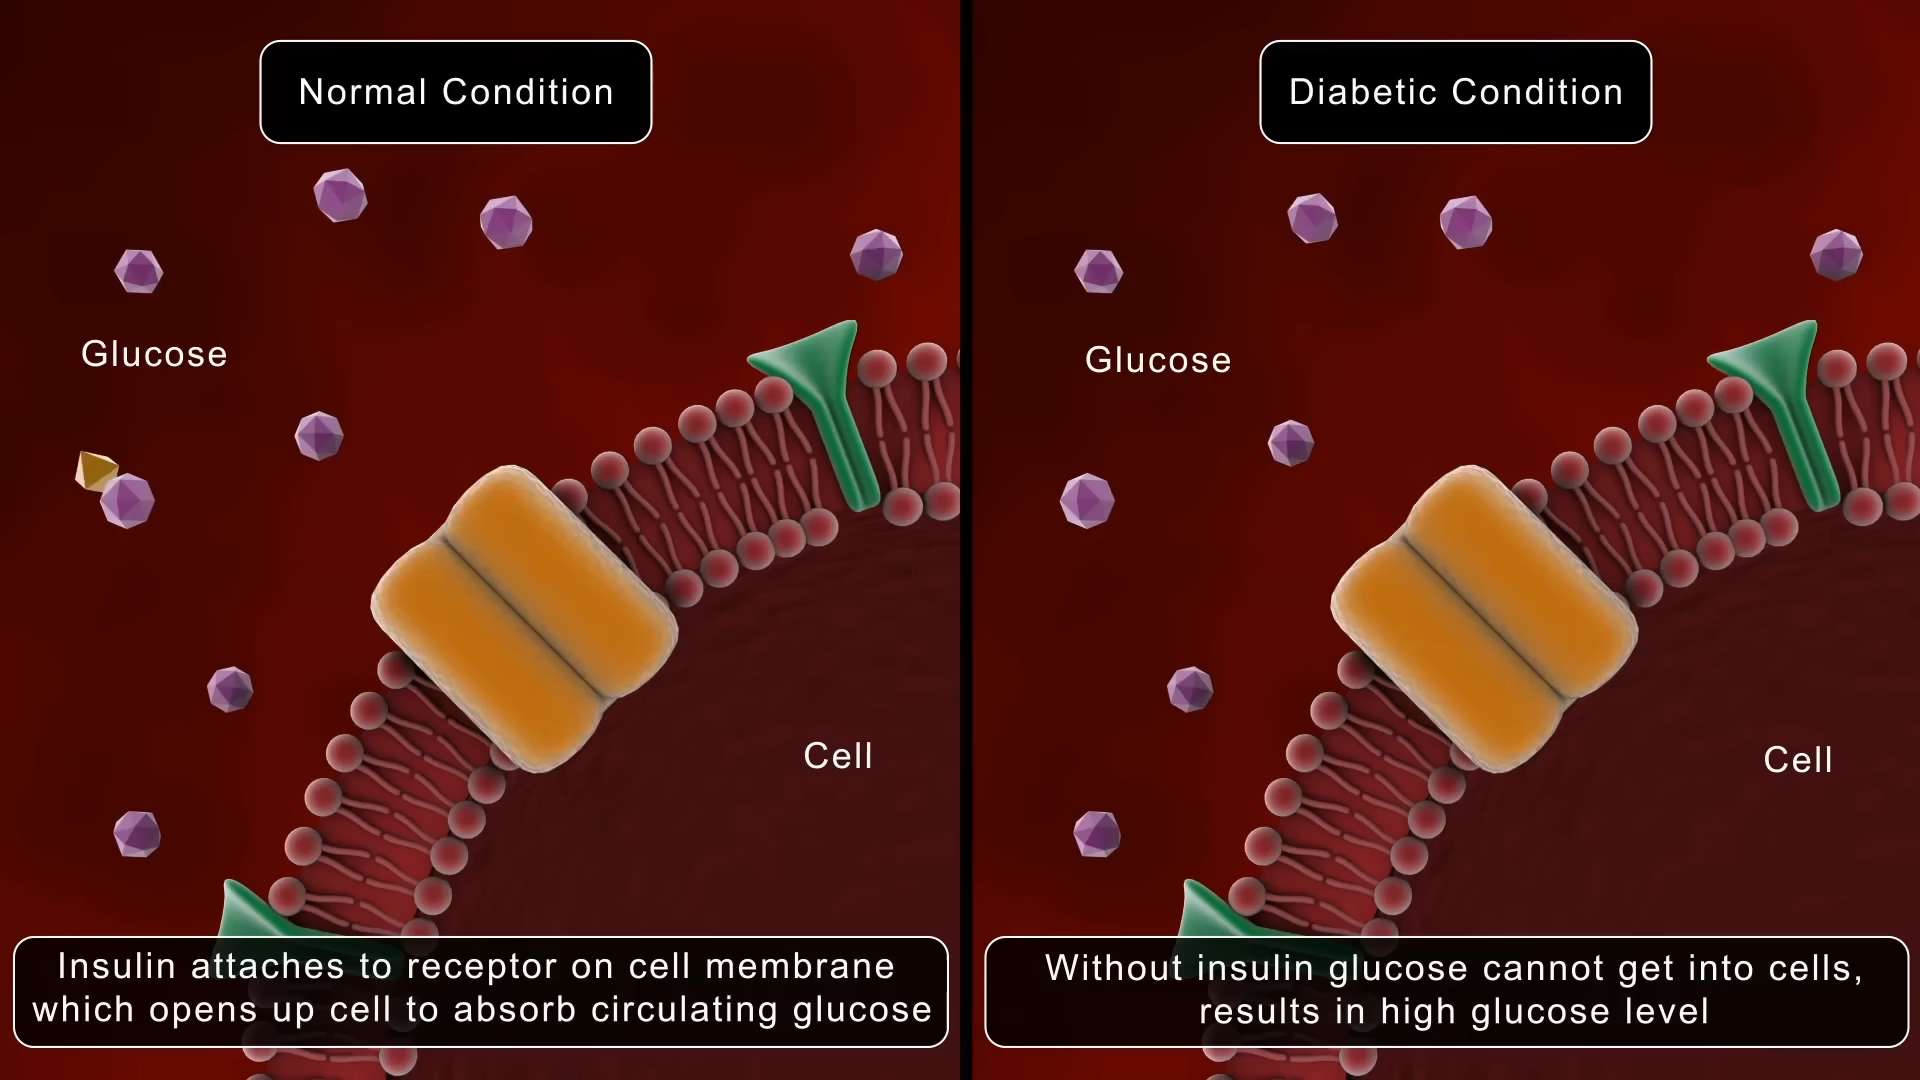 Normal Condition
Glucose
Cell
Insulin attaches to receptor on cell membrane
which opens up cell to absorb circulating glucose
Diabetic Condition
Glucose
Cell
Without insulin glucose cannot get into cells,
results in high glucose level